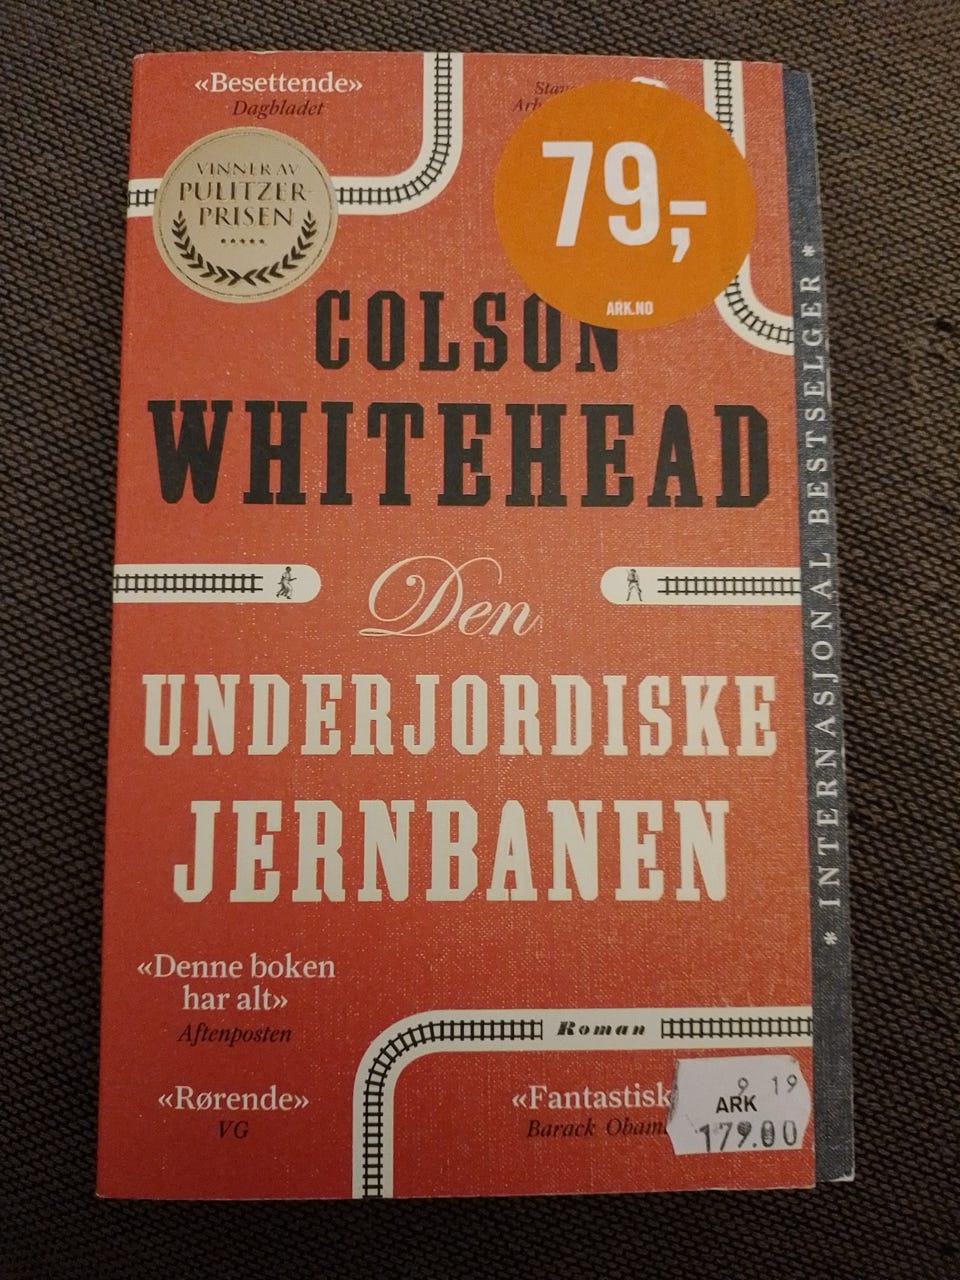 «Besettende»
Dagbladet
VINNER AV
PULITZER-
PRISEN
79,-
ARK.NO
COLSON
WHITEHEAD
Den
UNDERJORDISKE
JERNBANEN
«Denne boken
har alt»
Aftenposten
Roman
«Rørende»
VG
«Fantastisk
Barack
9 19
ARK
179.00
* INTERNASJONAL BESTSELGER *